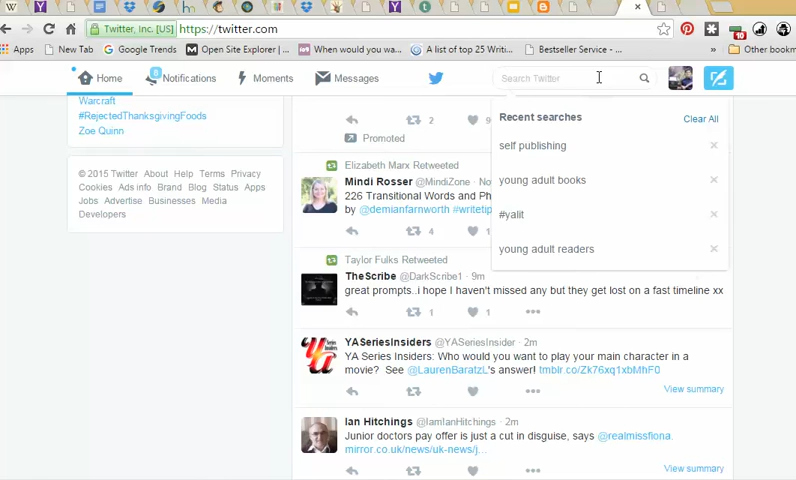 Twitter, Inc. [US] https://twitter.com
Apps New Tab Google Trends Open Site Explorer | ... When would you wa... A list of top 25 Writi... Bestseller Service - ... » Other bookm
10
Home 8 Notifications Moments Messages Search Twitter
Warcraft
#RejectedThanksgivingFoods
Zoe Quinn
© 2015 Twitter About Help Terms Privacy
Cookies Ads info Brand Blog Status Apps
Jobs Advertise Businesses Media
Developers
2 9
Promoted
Elizabeth Marx Retweeted
Mindi Rosser @MindiZone · No
226 Transitional Words and Ph
by @demianfarnworth #writetip
4
Taylor Fulks Retweeted
TheScribe @DarkScribe1 · 9m
great prompts..i hope I haven't missed any but they get lost on a fast timeline xx
1 1
YASeriesInsiders @YASeriesInsider · 2m
YA Series Insiders: Who would you want to play your main character in a
movie? See @LaurenBaratzL's answer! tmblr.co/Zk76xq1xbMhF0
View summary
Ian Hitchings @IamIanHitchings · 2m
Junior doctors pay offer is just a cut in disguise, says @realmissfiona.
mirror.co.uk/news/uk-news/j...
View summary
Recent searches Clear All
self publishing
young adult books
#yalit
young adult readers